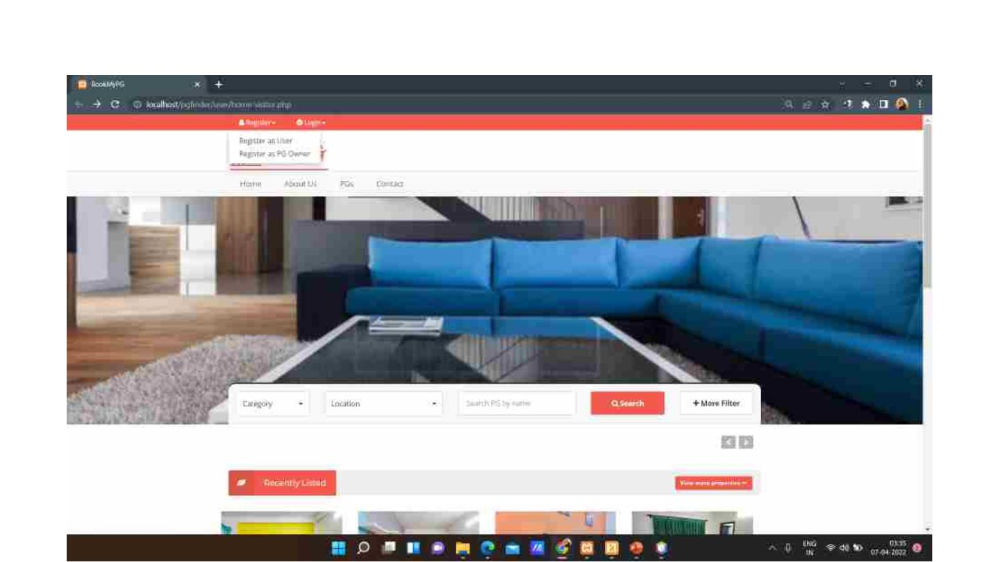 BookMyPG
localhost/pgfinder/user/home-visitor.php
Register Login
Register as User
Register as PG Owner
Home About Us PGs Contact
Category Location Search PG by name Search + More Filter
Recently Listed View more properties
ENG 03:35
IN 07-04-2022